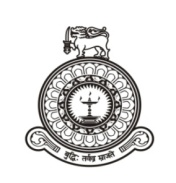 बुद्धिः सर्वत्र भ्राजते